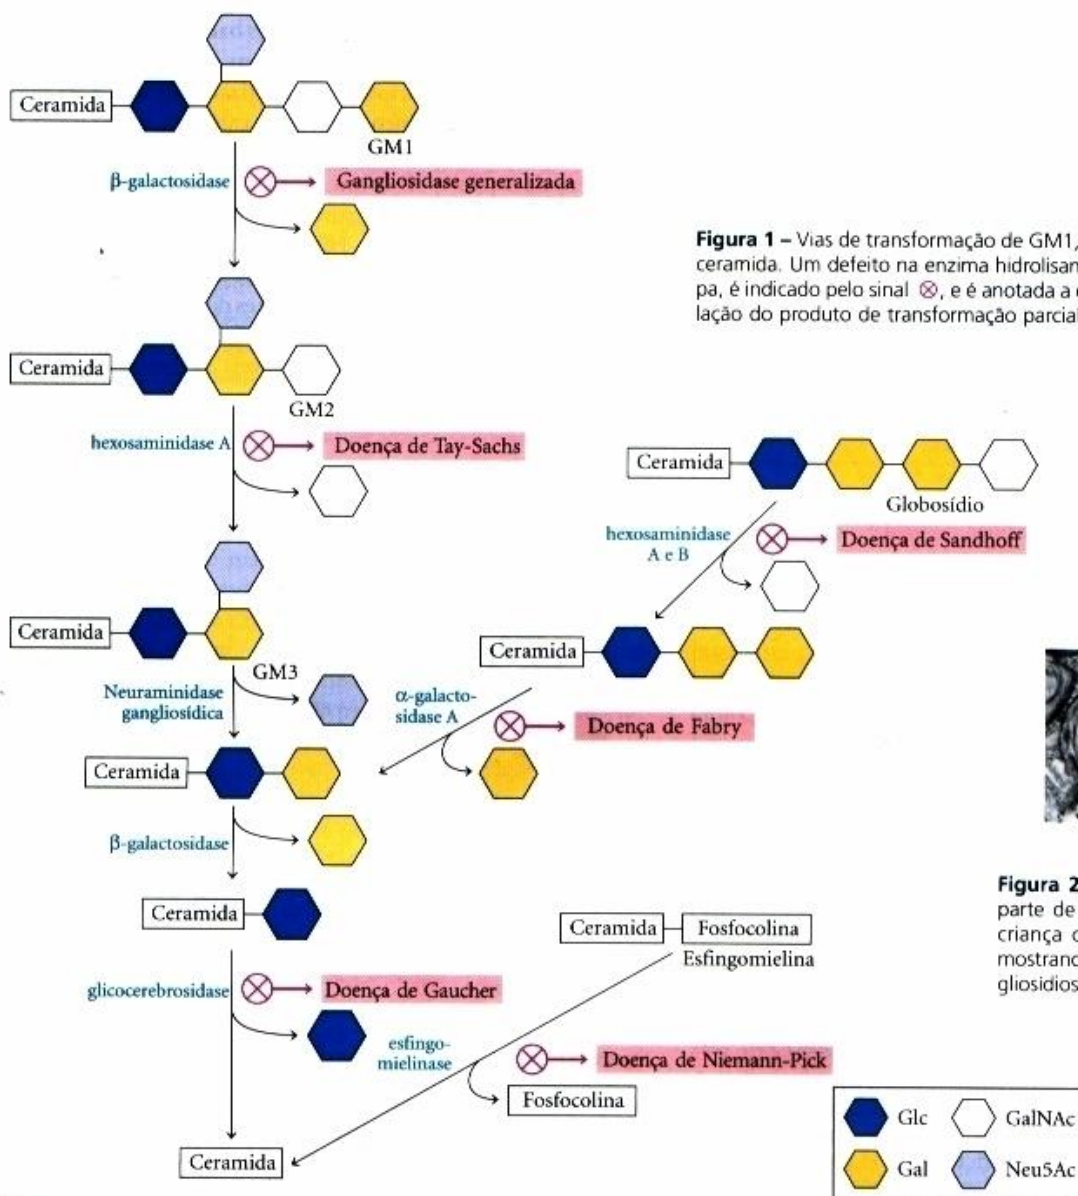 Ceramida
GM1
β-galactosidase
Gangliosidase generalizada
Figura 1 – Vias de transformação de GM1,
ceramida. Um defeito na enzima hidrolisan
pa, é indicado pelo sinal ⊗, e é anotada a
lação do produto de transformação parcial
Ceramida
GM2
hexosaminidase A
Doença de Tay-Sachs
Ceramida
Globosídio
hexosaminidase
A e B
Doença de Sandhoff
Ceramida
GM3
Ceramida
Neuraminidase
gangliosídica
α-galacto-
sidase A
Doença de Fabry
Ceramida
β-galactosidase
Figura 2
parte de
criança
mostrand
gliosídios
Ceramida
Ceramida
Fosfocolina
Esfingomielina
glicocerebrosidase
Doença de Gaucher
esfingo-
mielinase
Doença de Niemann-Pick
Fosfocolina
Ceramida
Glc
GalNAc
Gal
Neu5Ac